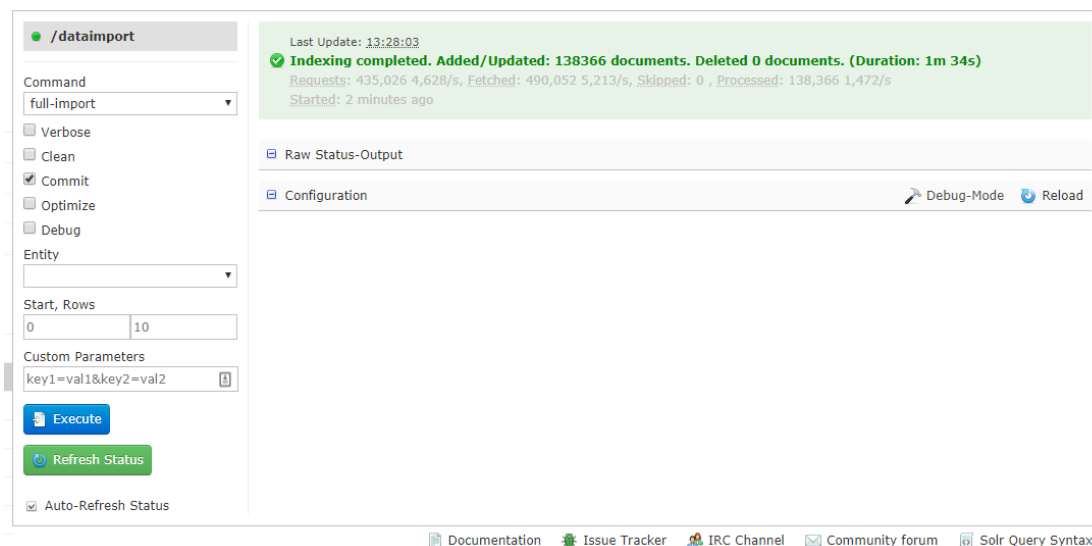 /dataimport
Command
full-import
Verbose
Clean
Commit
Optimize
Debug
Entity
Start, Rows
0 10
Custom Parameters
key1=val1&key2=val2
Execute
Refresh Status
Auto-Refresh Status
Last Update: 13:28:03
Indexing completed. Added/Updated: 138366 documents. Deleted 0 documents. (Duration: 1m 34s)
Requests: 435,026 4,628/s, Fetched: 490,052 5,213/s, Skipped: 0 , Processed: 138,366 1,472/s
Started: 2 minutes ago
Raw Status-Output
Configuration Debug-Mode Reload
Documentation Issue Tracker IRC Channel Community forum Solr Query Syntax